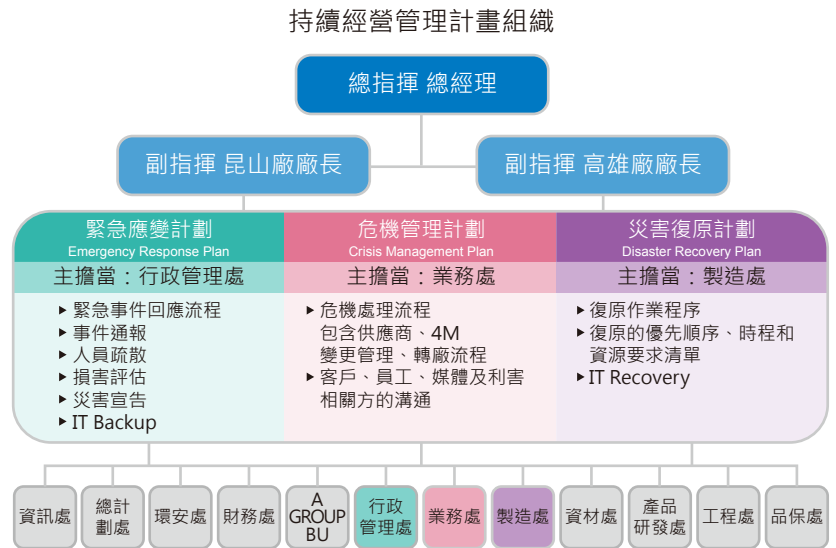 持續經營管理計畫組織
總指揮 總經理
副指揮 昆山廠廠長
副指揮 高雄廠廠長
緊急應變計劃
Emergency Response Plan
主擔當：行政管理處
▶ 緊急事件回應流程
▶ 事件通報
▶ 人員疏散
▶ 損害評估
▶ 災害宣告
▶ IT Backup
危機管理計劃
Crisis Management Plan
主擔當：業務處
▶ 危機處理流程
包含供應商、4M
變更管理、轉廠流程
▶ 客戶、員工、媒體及利害
相關方的溝通
災害復原計劃
Disaster Recovery Plan
主擔當：製造處
▶ 復原作業程序
▶ 復原的優先順序、時程和
資源要求清單
▶ IT Recovery
資訊處
總計
劃處
環安處
財務處
A
GROUP
BU
行政
管理處
業務處
製造處
資材處
產品
研發處
工程處
品保處